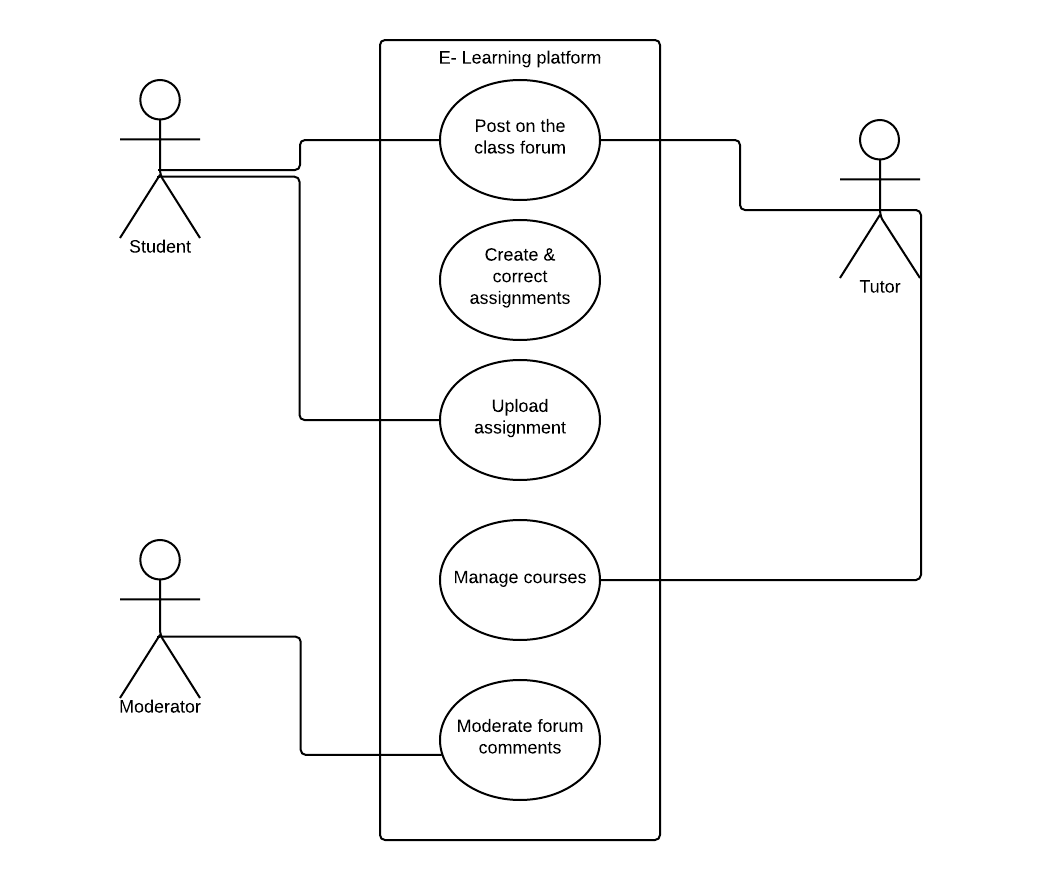 E- Learning platform
Post on the
class forum
Create &
correct
assignments
Student
Tutor
Upload
assignment
Manage courses
Moderator
Moderate forum
comments